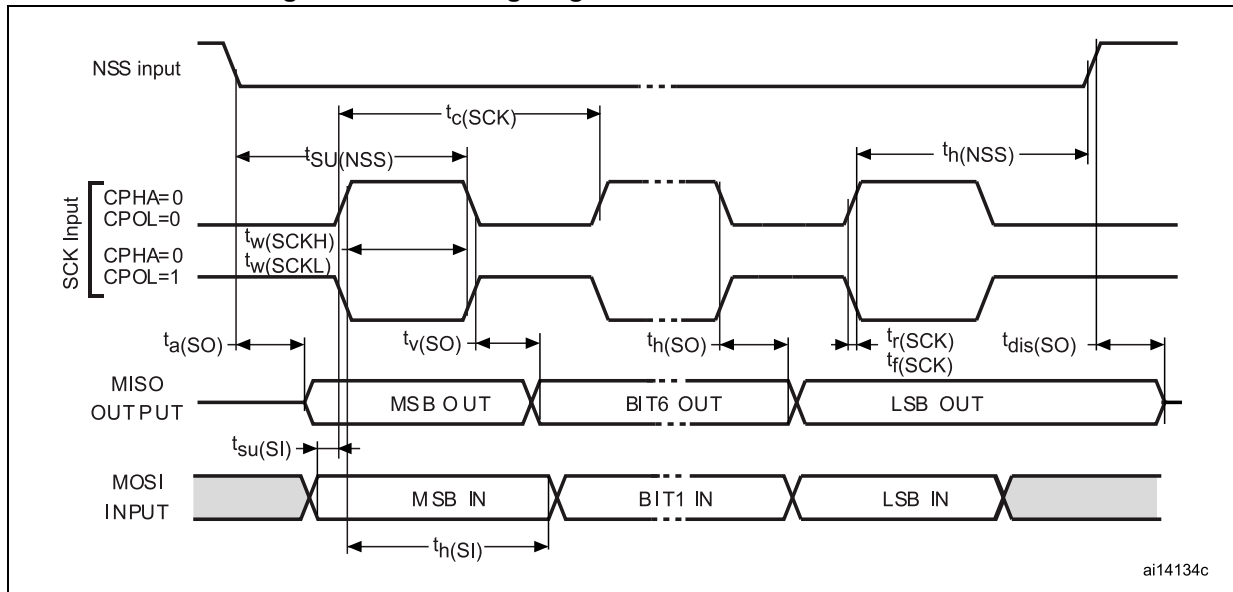 NSS input
tc(SCK)
tSU(NSS)
th(NSS)
SCK Input
CPHA=0
CPOL=0
CPHA=0
CPOL=1
tw(SCKH)
tw(SCKL)
ta(SO)
tv(SO)
th(SO)
tr(SCK)
tf(SCK)
tdis(SO)
MISO
OUTPUT
MSB OUT
BIT6 OUT
LSB OUT
tsu(SI)
MOSI
INPUT
MSB IN
BIT1 IN
LSB IN
th(SI)
ai14134c